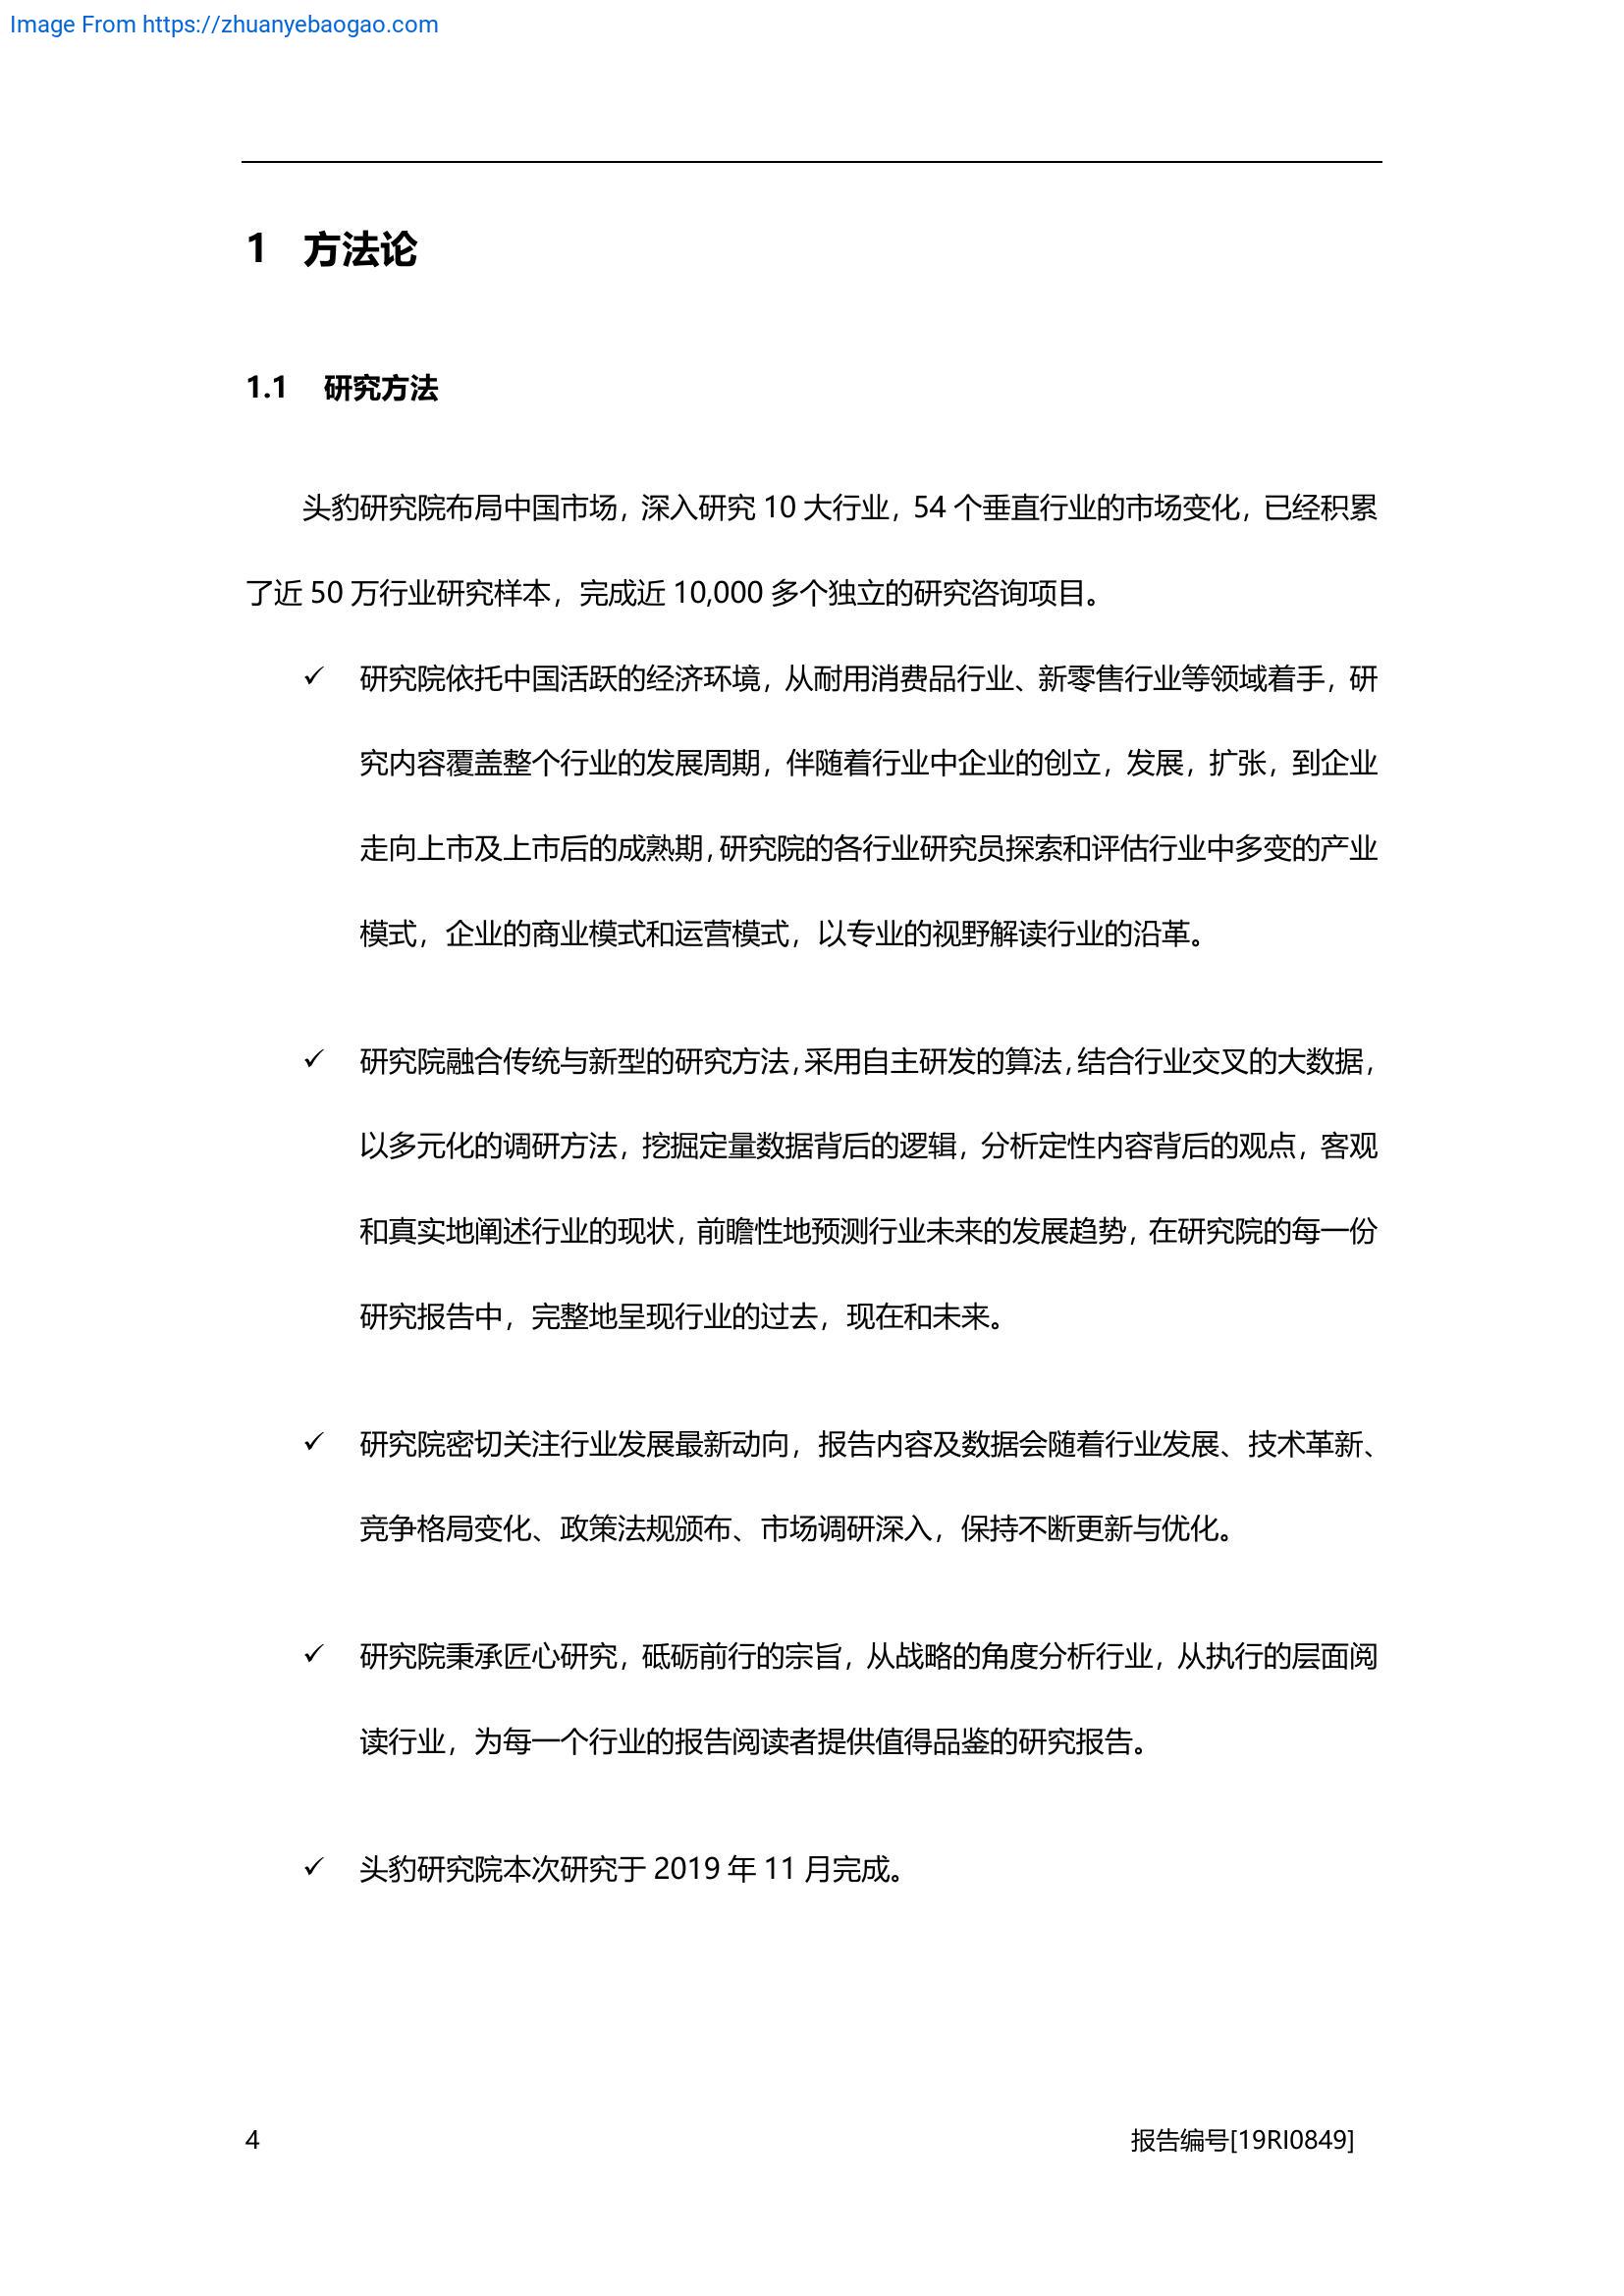 Image From https://zhuanyebaogao.com
1 方法论
1.1 研究方法
头豹研究院布局中国市场，深入研究 10 大行业，54 个垂直行业的市场变化，已经积累
了近 50 万行业研究样本，完成近 10,000 多个独立的研究咨询项目。
✓ 研究院依托中国活跃的经济环境，从耐用消费品行业、新零售行业等领域着手，研
究内容覆盖整个行业的发展周期，伴随着行业中企业的创立，发展，扩张，到企业
走向上市及上市后的成熟期，研究院的各行业研究员探索和评估行业中多变的产业
模式，企业的商业模式和运营模式，以专业的视野解读行业的沿革。
✓ 研究院融合传统与新型的研究方法，采用自主研发的算法，结合行业交叉的大数据，
以多元化的调研方法，挖掘定量数据背后的逻辑，分析定性内容背后的观点，客观
和真实地阐述行业的现状，前瞻性地预测行业未来的发展趋势，在研究院的每一份
研究报告中，完整地呈现行业的过去，现在和未来。
✓ 研究院密切关注行业发展最新动向，报告内容及数据会随着行业发展、技术革新、
竞争格局变化、政策法规颁布、市场调研深入，保持不断更新与优化。
✓ 研究院秉承匠心研究，砥砺前行的宗旨，从战略的角度分析行业，从执行的层面阅
读行业，为每一个行业的报告阅读者提供值得品鉴的研究报告。
✓ 头豹研究院本次研究于 2019 年 11 月完成。
4 报告编号[19RI0849]